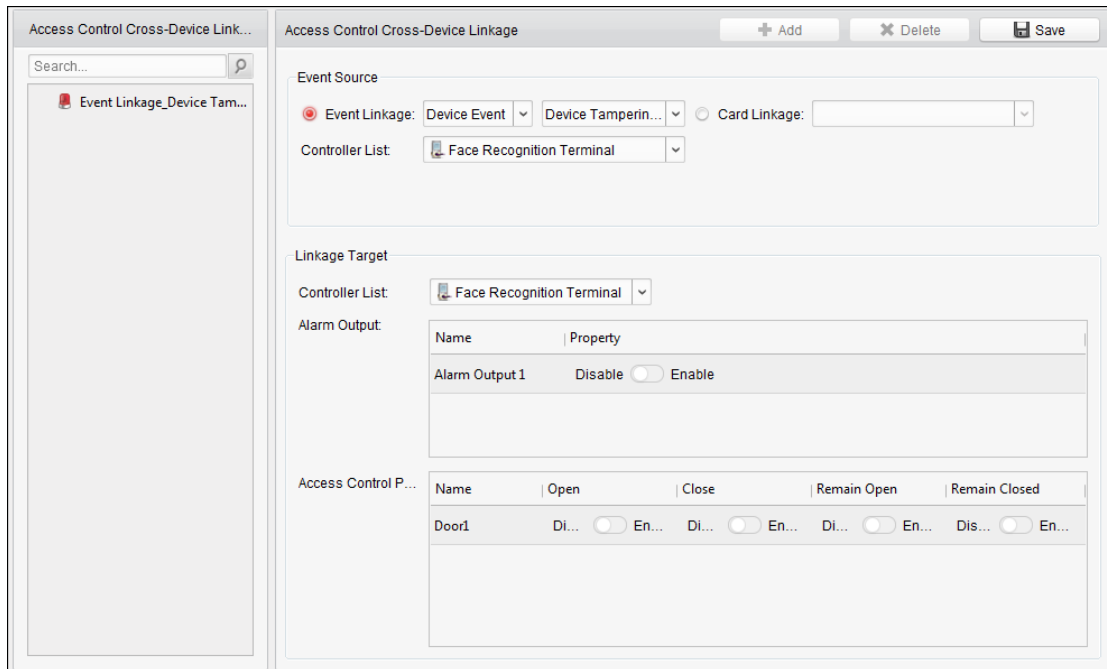 Access Control Cross-Device Link...
Search...
Event Linkage_Device Tam...
Access Control Cross-Device Linkage
Add
Delete
Save
Event Source
Event Linkage: Device Event Device Tamperin... Card Linkage:
Controller List: Face Recognition Terminal
Linkage Target
Controller List: Face Recognition Terminal
Alarm Output:
Name Property
Alarm Output 1 Disable Enable
Access Control P...
Name Open Close Remain Open Remain Closed
Door1 Di... En... Di... En... Di... En... Dis... En...